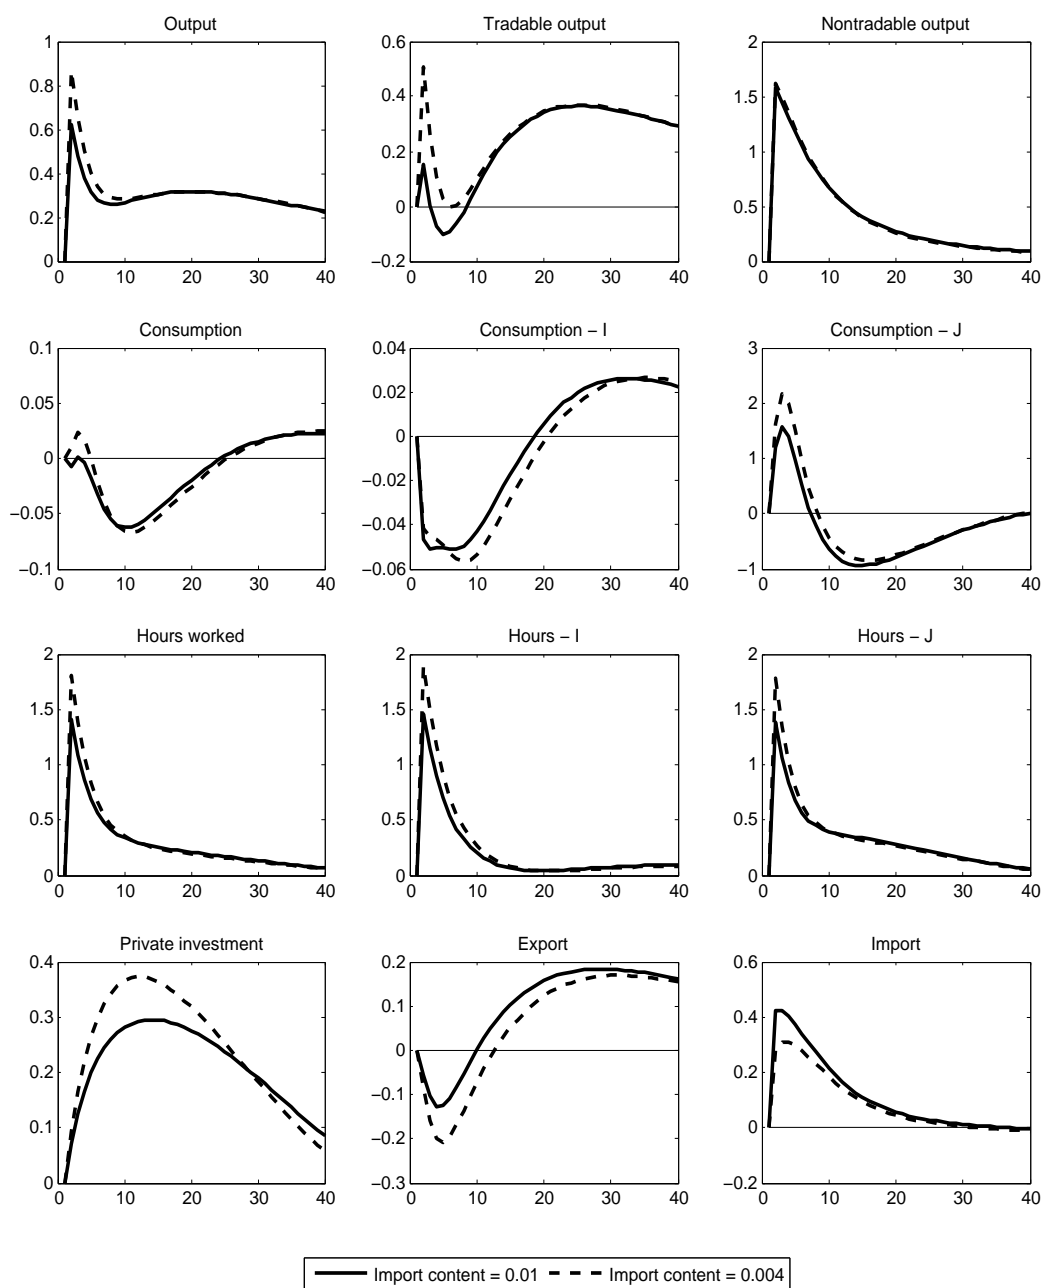 Output
Tradable output
Nontradable output
1
0.8
0.6
0.4
0.2
0
0 10 20 30 40
0.6
0.4
0.2
0
−0.2
0 10 20 30 40
2
1.5
1
0.5
0
0 10 20 30 40
Consumption
Consumption − I
Consumption − J
0.1
0.05
0
−0.05
−0.1
0 10 20 30 40
0.04
0.02
0
−0.02
−0.04
−0.06
0 10 20 30 40
3
2
1
0
−1
0 10 20 30 40
Hours worked
Hours − I
Hours − J
2
1.5
1
0.5
0
0 10 20 30 40
2
1.5
1
0.5
0
0 10 20 30 40
2
1.5
1
0.5
0
0 10 20 30 40
Private investment
Export
Import
0.4
0.3
0.2
0.1
0
0 10 20 30 40
0.2
0.1
0
−0.1
−0.2
−0.3
0 10 20 30 40
0.6
0.4
0.2
0
−0.2
0 10 20 30 40
Import content = 0.01
Import content = 0.004